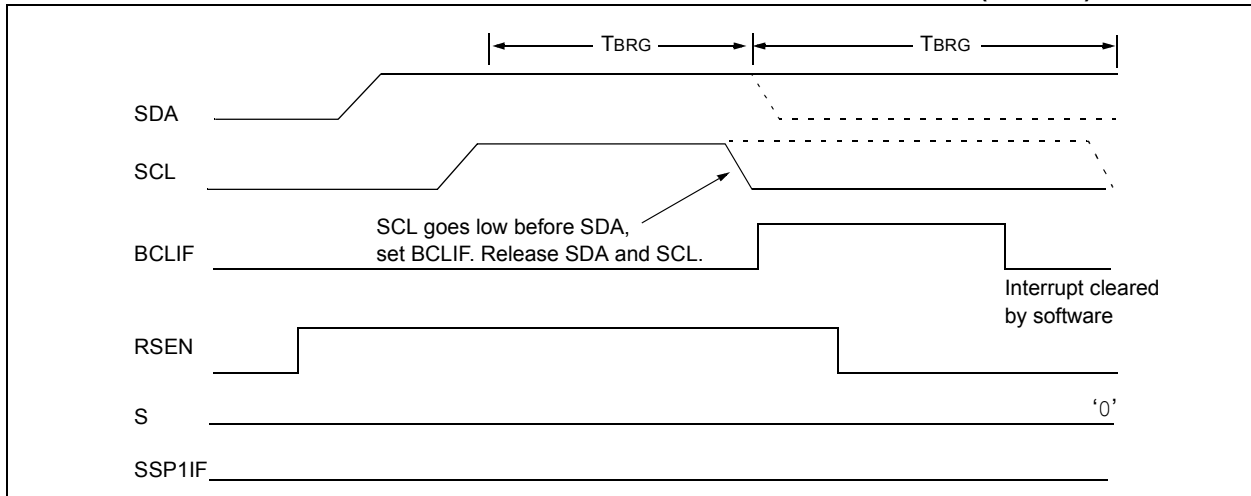 TBRG TBRG
SDA
SCL
SCL goes low before SDA,
set BCLIF. Release SDA and SCL.
BCLIF
Interrupt cleared
by software
RSEN
S
‘0’
SSP1IF